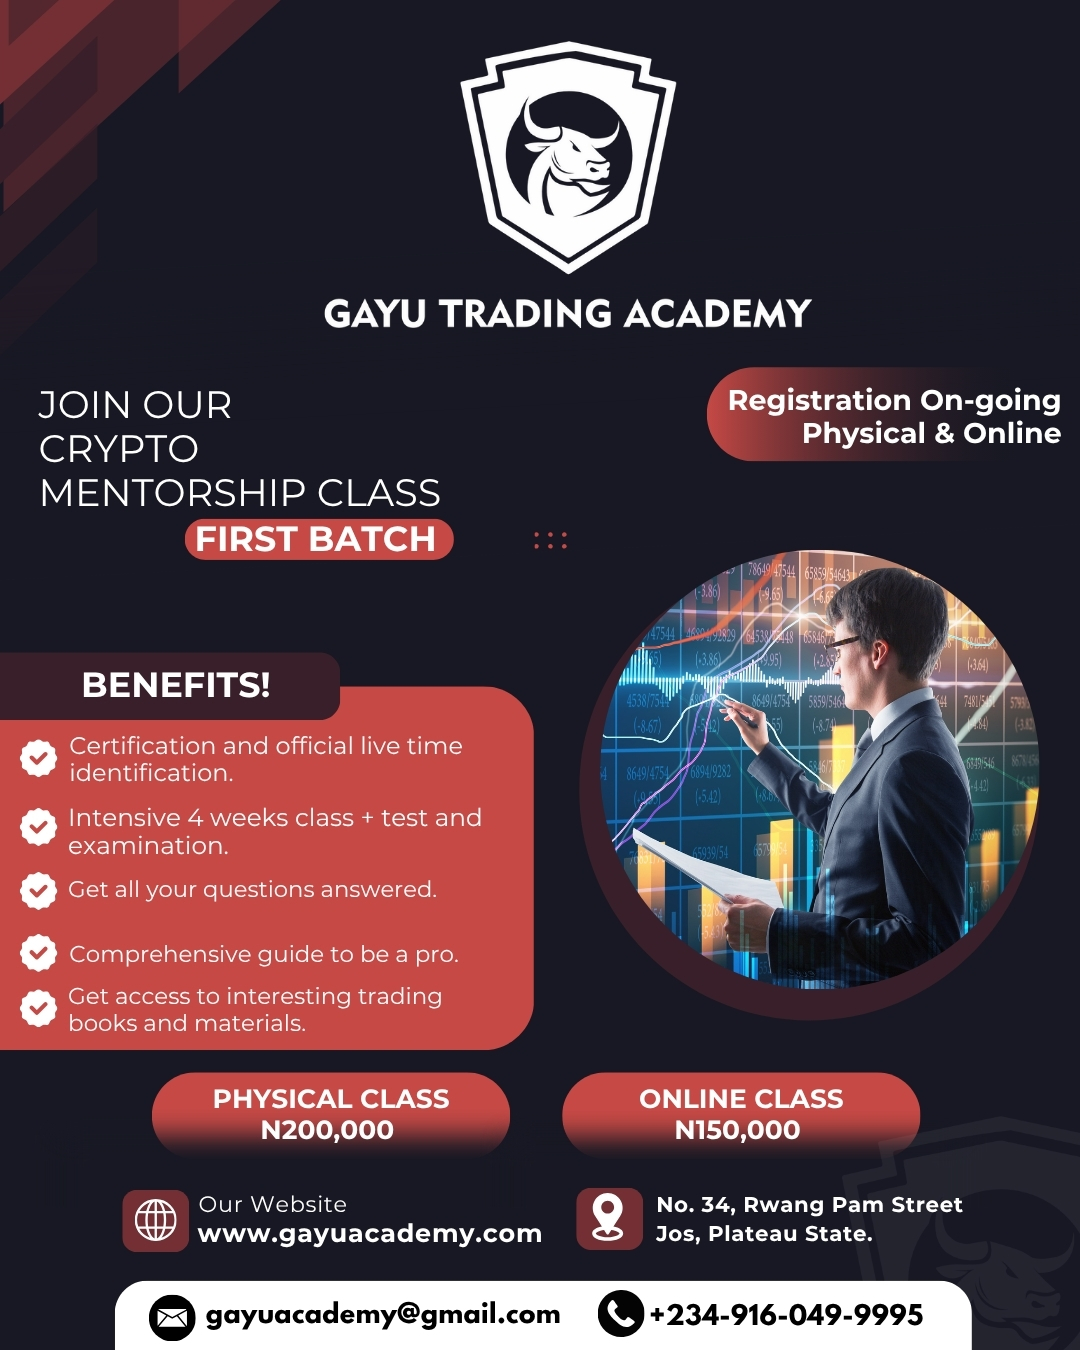 GAYU TRADING ACADEMY
JOIN OUR
CRYPTO
MENTORSHIP CLASS
FIRST BATCH
Registration On-going
Physical & Online
BENEFITS!
Certification and official live time
identification.
Intensive 4 weeks class + test and
examination.
Get all your questions answered.
Comprehensive guide to be a pro.
Get access to interesting trading
books and materials.
PHYSICAL CLASS
N200,000
ONLINE CLASS
N150,000
Our Website
www.gayuacademy.com
No. 34, Rwang Pam Street
Jos, Plateau State.
gayuacademy@gmail.com
+234-916-049-9995